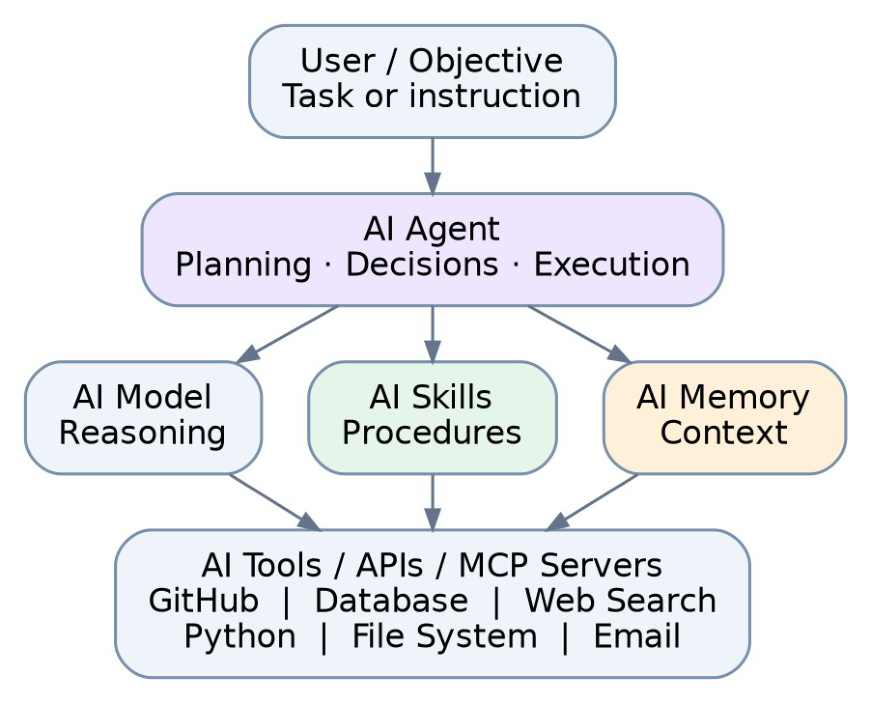 User / Objective
Task or instruction
AI Agent
Planning · Decisions · Execution
AI Model
Reasoning
AI Skills
Procedures
AI Memory
Context
AI Tools / APIs / MCP Servers
GitHub | Database | Web Search
Python | File System | Email